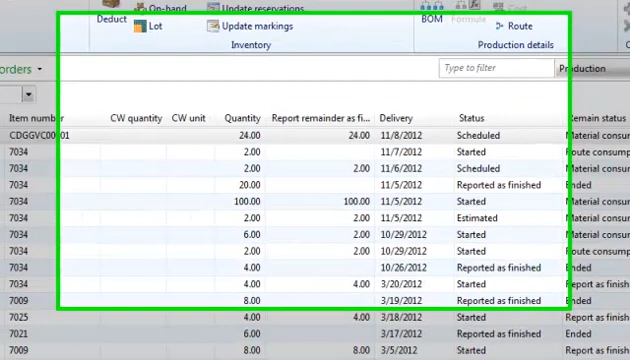 On-hand Update reservations Cost
Deduct Lot Update markings BOM Formula Route
Inventory Production details
orders Type to filter Production
Item number CW quantity CW unit Quantity Report remainder as fi... Delivery Status Remain status
CDGGVC00001 24.00 24.00 11/8/2012 Scheduled Material consu
7034 2.00 11/7/2012 Started Route consump
7034 2.00 2.00 11/6/2012 Scheduled Material consu
7034 20.00 11/5/2012 Reported as finished Ended
7034 100.00 100.00 11/5/2012 Started Material consu
7034 2.00 2.00 11/5/2012 Estimated Material consu
7034 6.00 2.00 10/29/2012 Started Material consu
7034 2.00 2.00 10/29/2012 Started Route consump
7034 4.00 10/26/2012 Reported as finished Ended
7034 4.00 4.00 3/20/2012 Started Report as finish
7009 8.00 3/19/2012 Reported as finished Ended
7025 4.00 4.00 3/18/2012 Started Report as finish
7021 6.00 3/17/2012 Reported as finished Ended
7009 8.00 8.00 3/5/2012 Started Report as finish